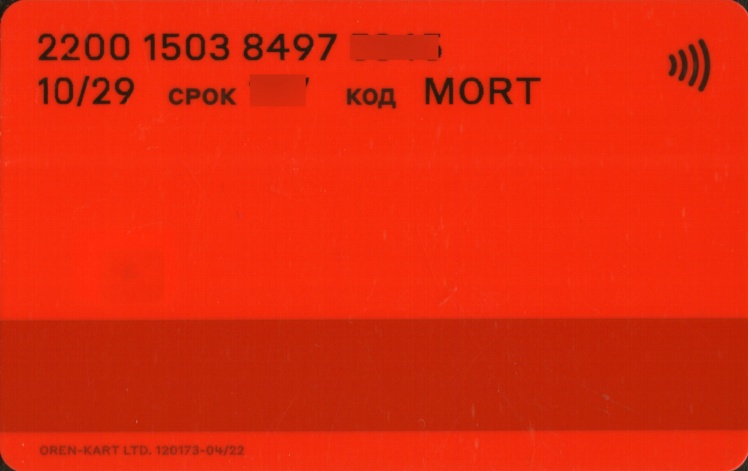 2200 1503 8497
10/29 срок код MORT
OREN-KART LTD. 120173-04/22